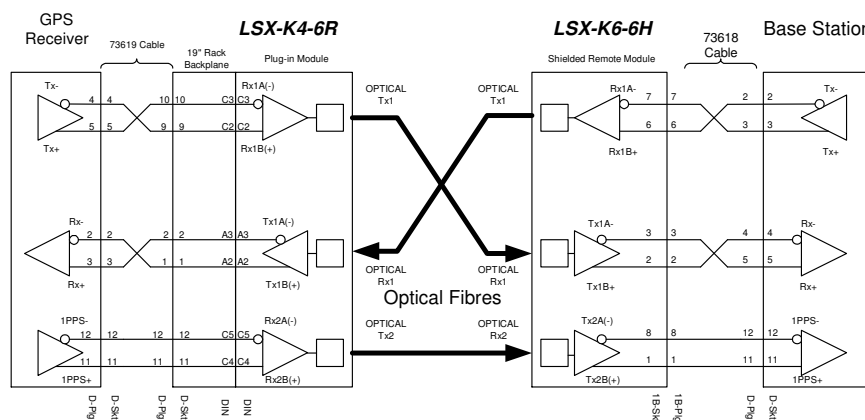 GPS
Receiver
73619 Cable
19" Rack
Backplane
LSX-K4-6R
Plug-in Module
LSX-K6-6H
Shielded Remote Module
73618
Cable
Base Station
Tx- 4 4 10 10 C3 C3 Rx1A(-)
Tx+ 5 5 9 9 C2 C2 Rx1B(+)
OPTICAL
Tx1
OPTICAL
Tx1
Rx1A- 7 7 2 2 Tx-
Rx1B+ 6 6 3 3 Tx+
Rx- 2 2 2 2 A3 A3 Tx1A(-)
Rx+ 3 3 1 1 A2 A2 Tx1B(+)
OPTICAL
Rx1
OPTICAL
Rx1
Tx1A- 3 3 4 4 Rx-
Tx1B+ 2 2 5 5 Rx+
Optical Fibres
1PPS- 12 12 12 12 C5 C5 Rx2A(-)
1PPS+ 11 11 11 11 C4 C4 Rx2B(+)
OPTICAL
Tx2
OPTICAL
Rx2
Tx2A(-) 8 8 12 12 1PPS-
Tx2B(+) 1 1 11 11 1PPS+
D-Plg
D-Skt
D-Plg
D-Skt
DIN
DIN
1B-Skt
1B-Plg
D-Plg
D-Skt